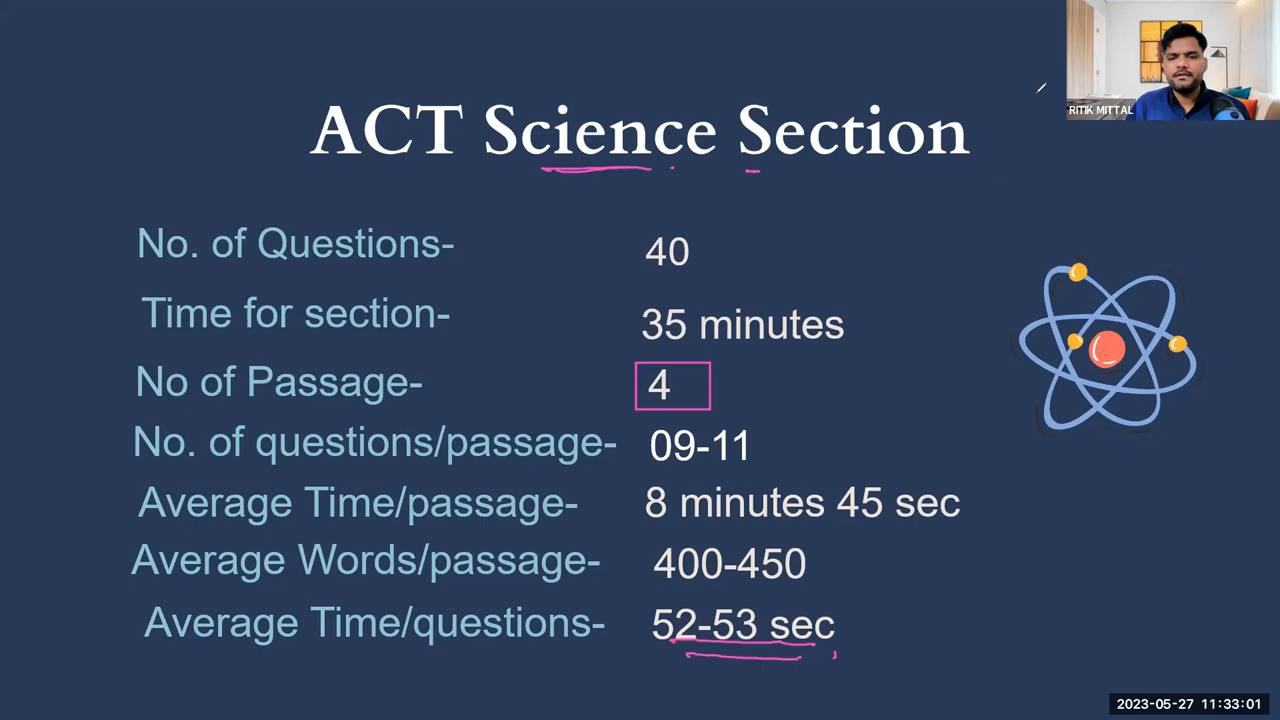 RITIK MITTAL
ACT Science Section
No. of Questions- 40
Time for section- 35 minutes
No of Passage- 4
No. of questions/passage- 09-11
Average Time/passage- 8 minutes 45 sec
Average Words/passage- 400-450
Average Time/questions- 52-53 sec
2023-05-27 11:33:01